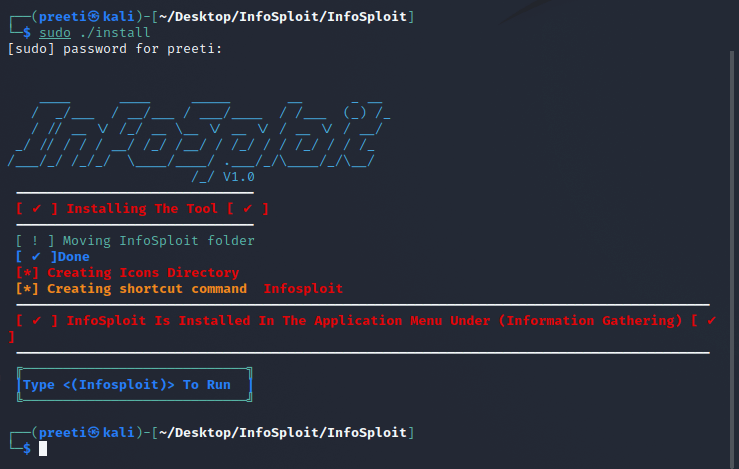 ┌──(preeti㉿kali)-[~/Desktop/InfoSploit/InfoSploit]
└─$ sudo ./install
[sudo] password for preeti:
InfoSploit
V1.0
[ ✔ ] Installing The Tool [ ✔ ]
[ ! ] Moving InfoSploit folder
[ ✔ ]Done
[*] Creating Icons Directory
[*] Creating shortcut command  Infosploit
[ ✔ ] InfoSploit Is Installed In The Application Menu Under (Information Gathering) [ ✔
]
Type <(Infosploit)> To Run
┌──(preeti㉿kali)-[~/Desktop/InfoSploit/InfoSploit]
└─$